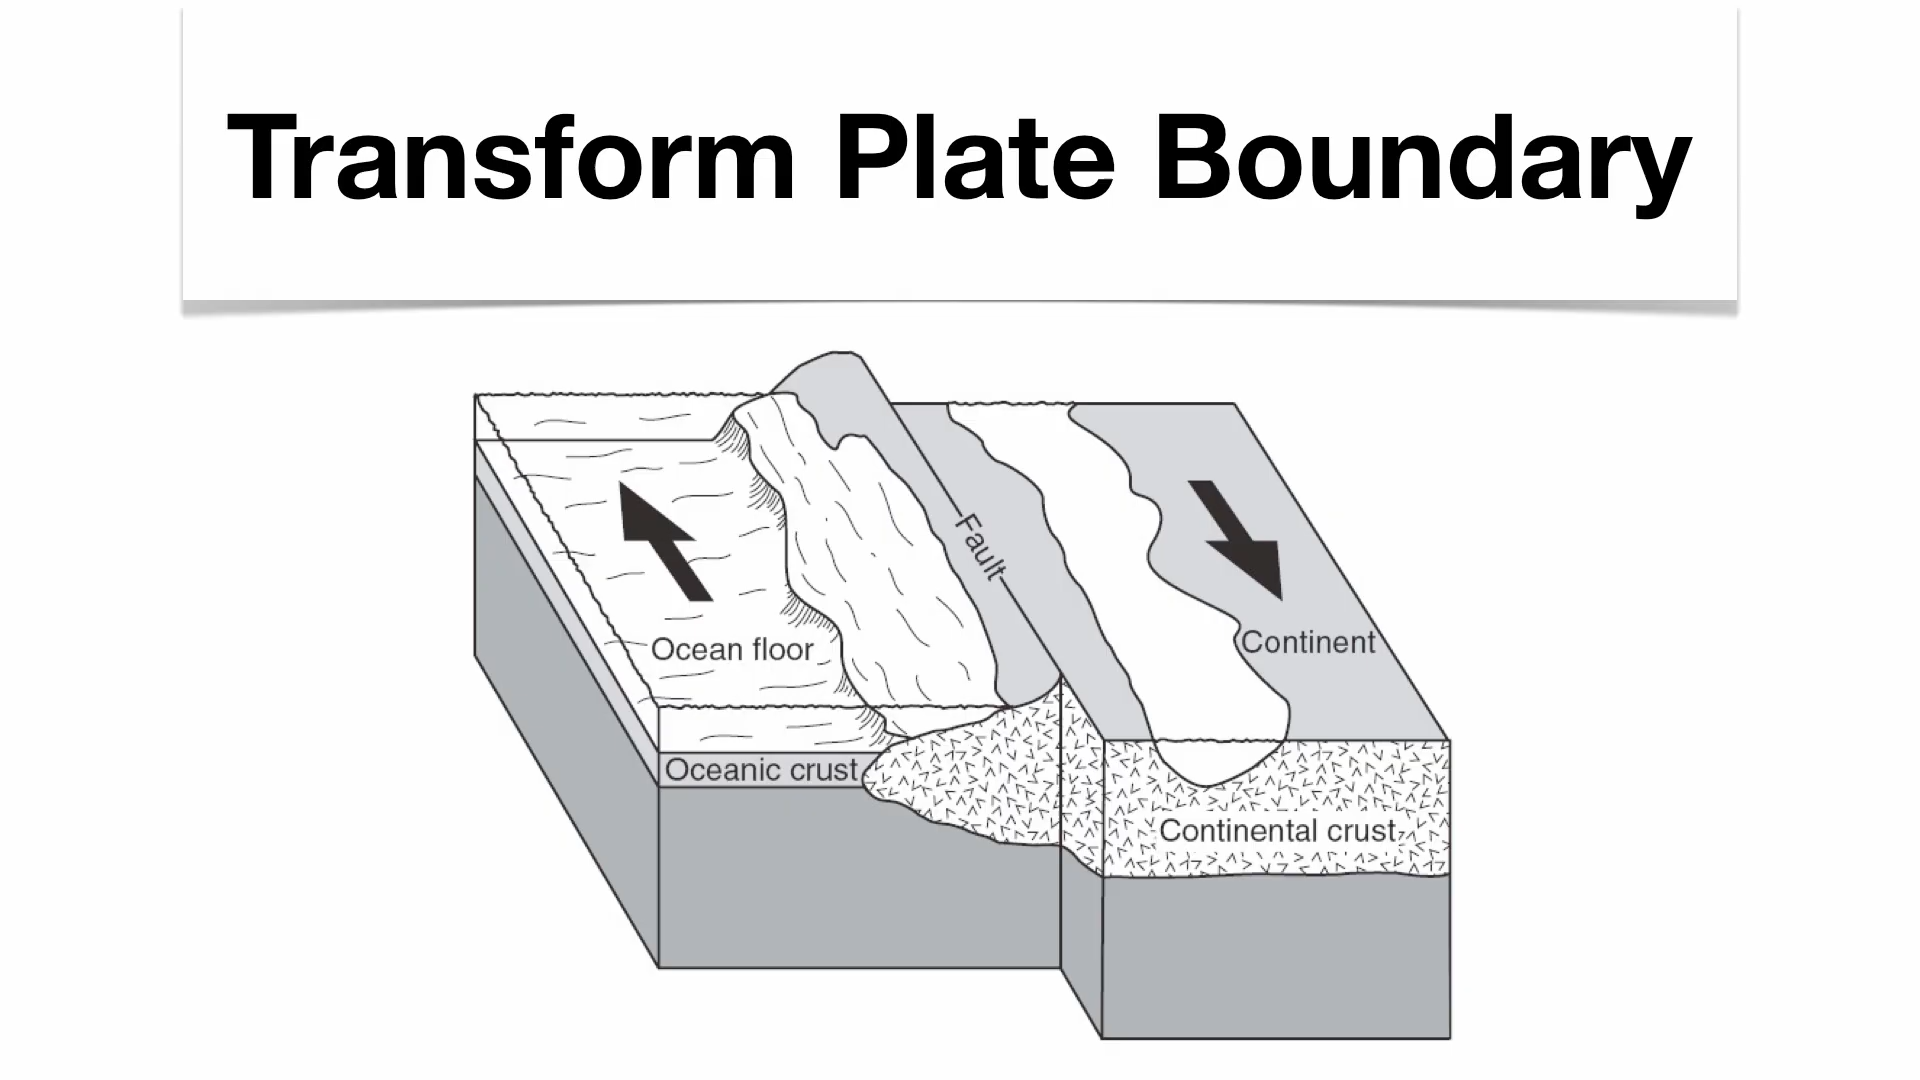 Transform Plate Boundary
Fault
Ocean floor
Continent
Oceanic crust
Continental crust